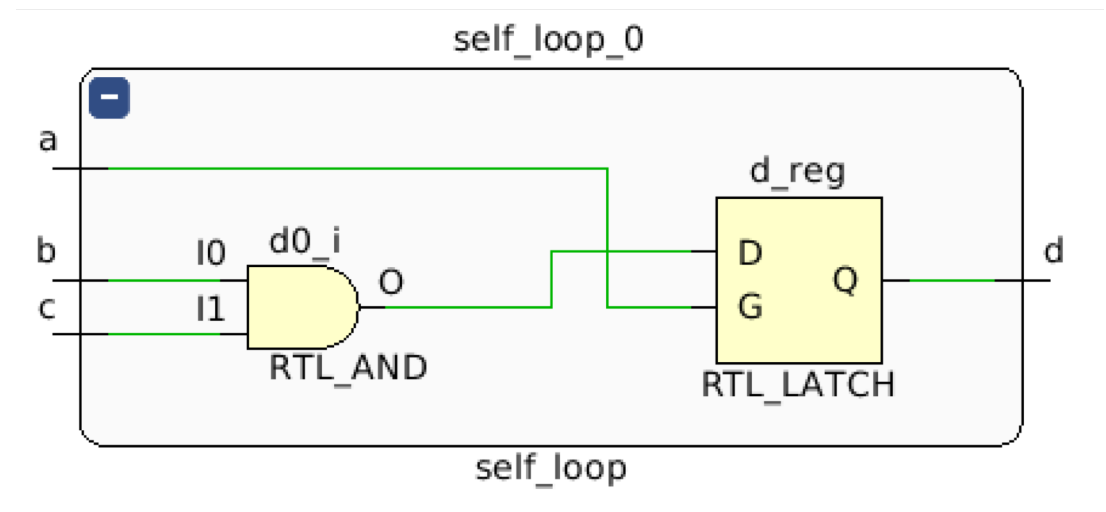 self_loop_0
a
d_reg
b
I0
d0_i
O
D
Q
d
c
I1
G
RTL_AND
RTL_LATCH
self_loop